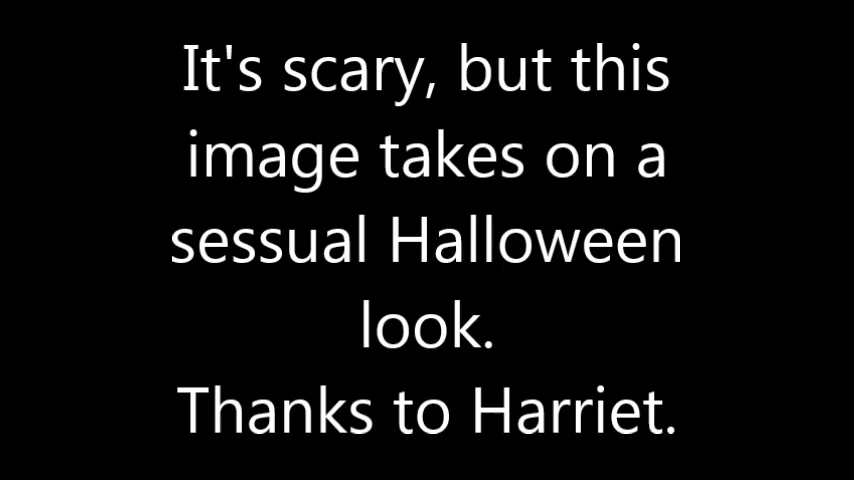 It's scary, but this
image takes on a
sessual Halloween
look.
Thanks to Harriet.